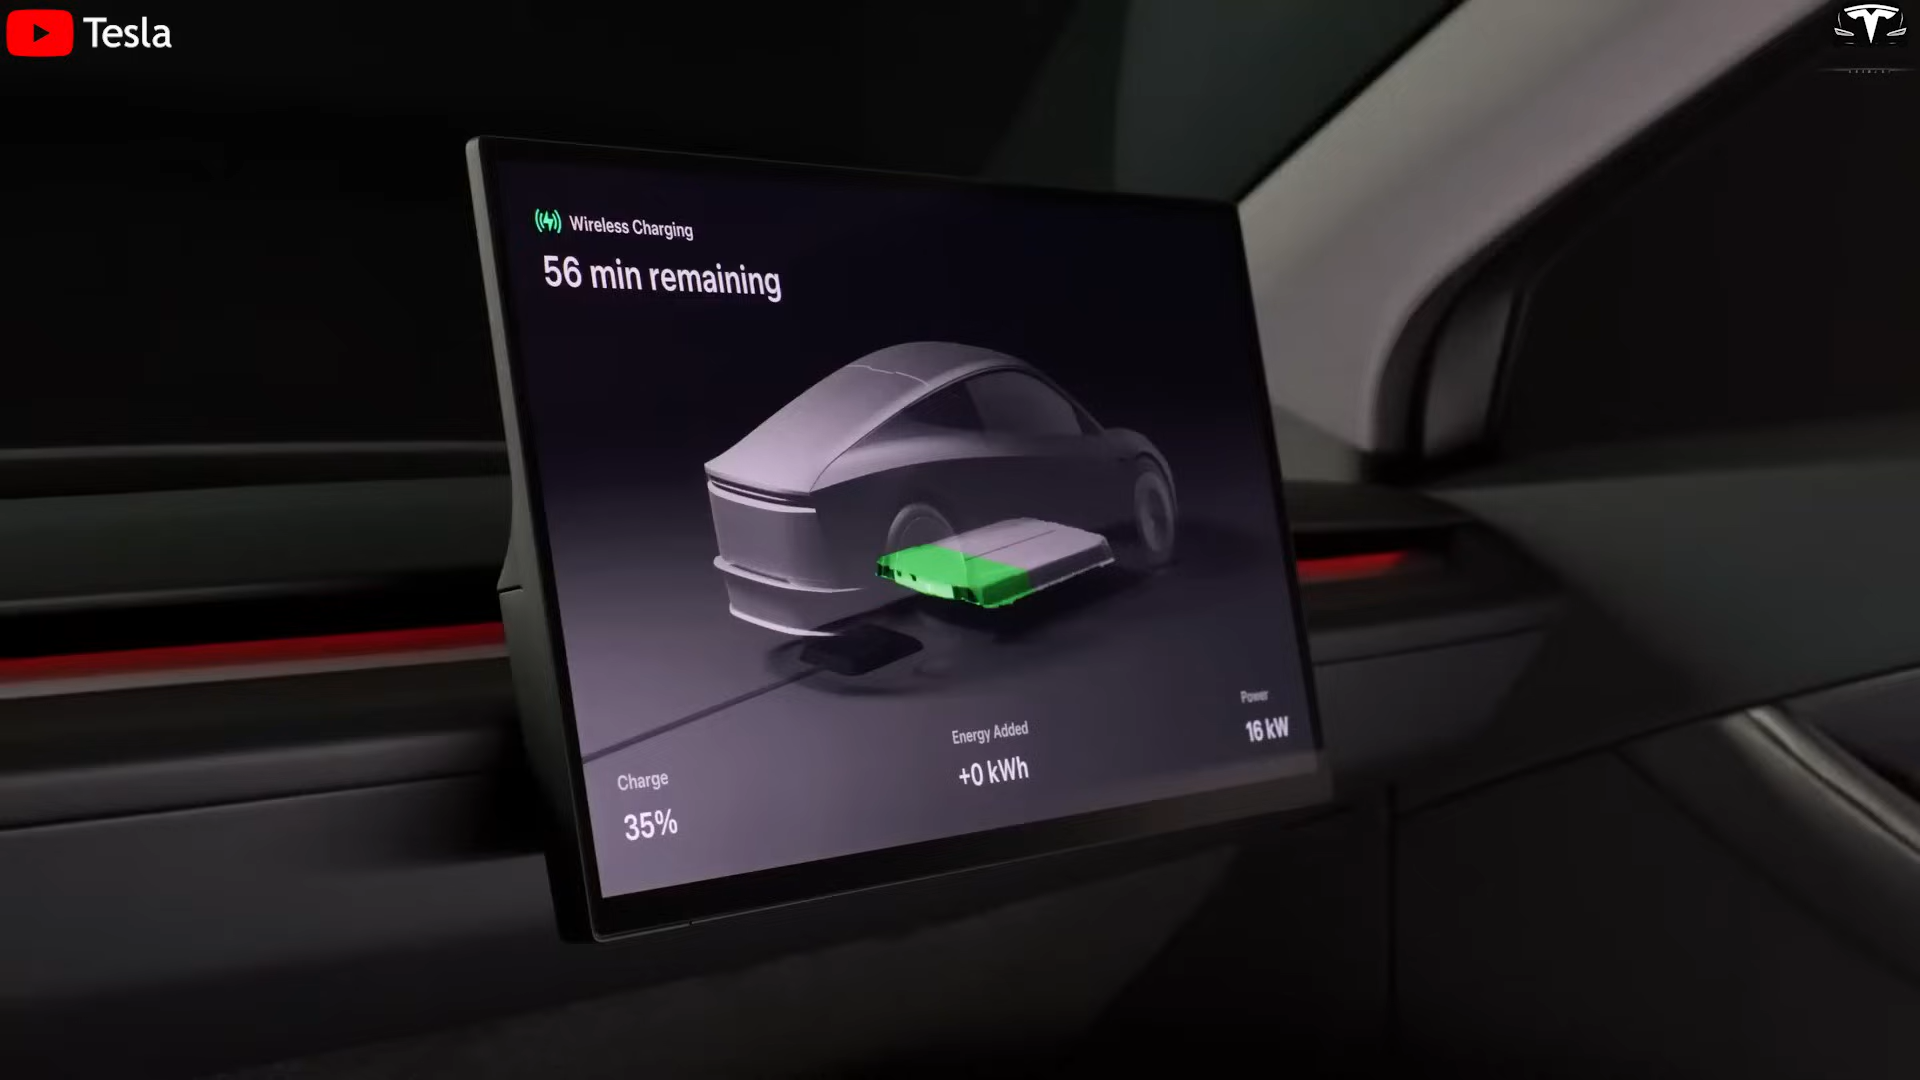 Tesla
Wireless Charging
56 min remaining
Power
16 kW
Energy Added
+0 kWh
Charge
35%